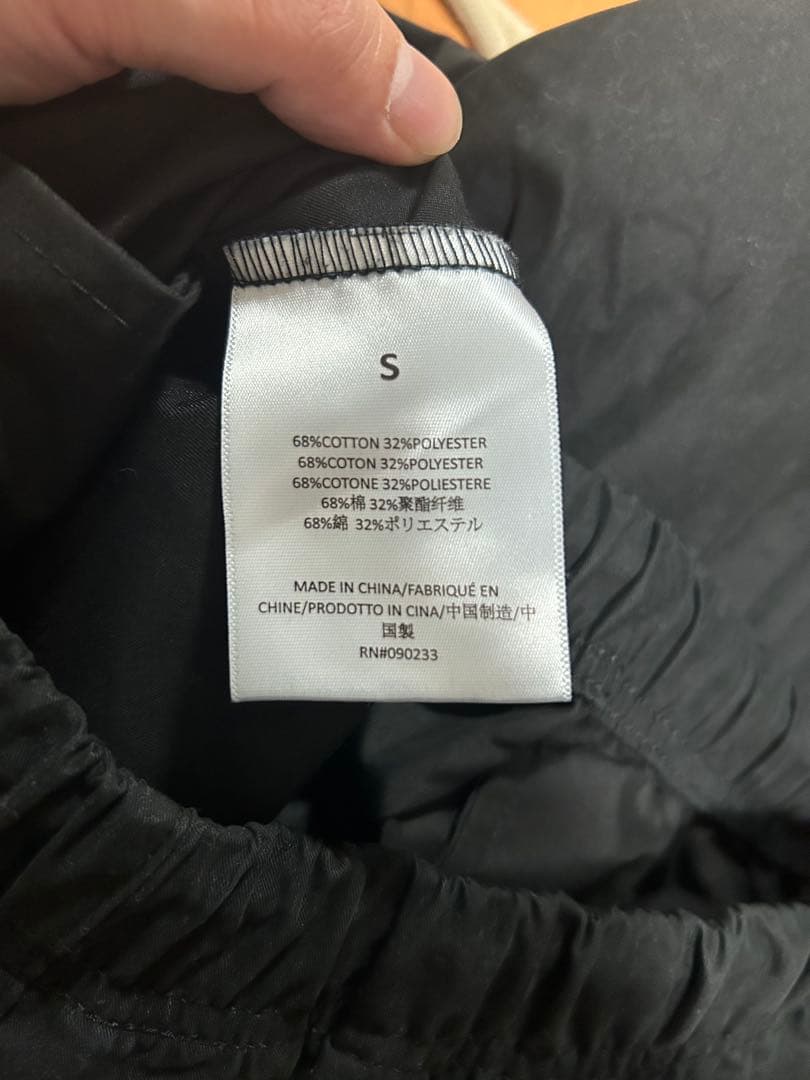 S
68%COTTON 32%POLYESTER
68%COTON 32%POLYESTER
68%COTONE 32%POLIESTERE
68%棉 32%聚酯纤维
68%綿 32%ポリエステル
MADE IN CHINA/FABRIQUÉ EN
CHINE/PRODOTTO IN CINA/中国制造/中
国製
RN#090233